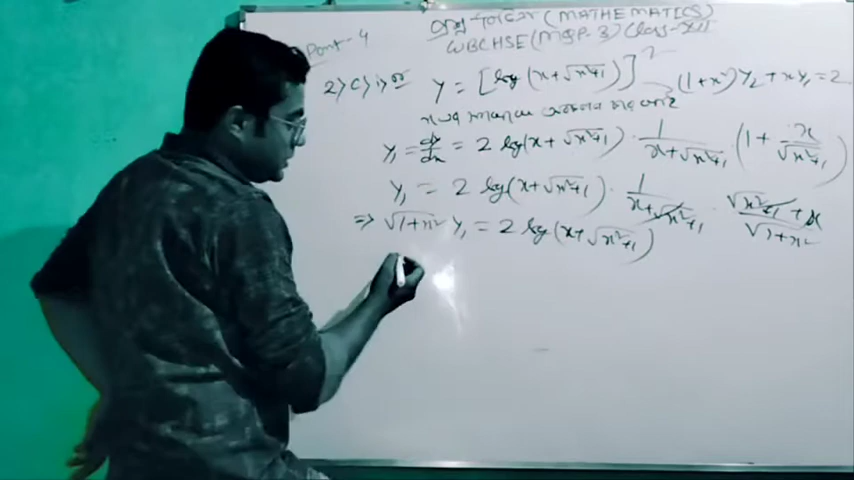 (MATHEMATICS)
Part-4 WBCHSE (MQP-3) Class-XII
2>c>i>or y = [log(x+√x²+1)]² (1+x²)y₂+xy₁=2
y₁ = dy/dx = 2 log(x+√x²+1) · 1/(x+√x²+1) (1 + x/√x²+1)
y₁ = 2 log(x+√x²+1) · 1/(x+√x²+1) · (√x²+1+x)/√1+x²
⇒ √1+x² y₁ = 2 log(x+√x²+1)